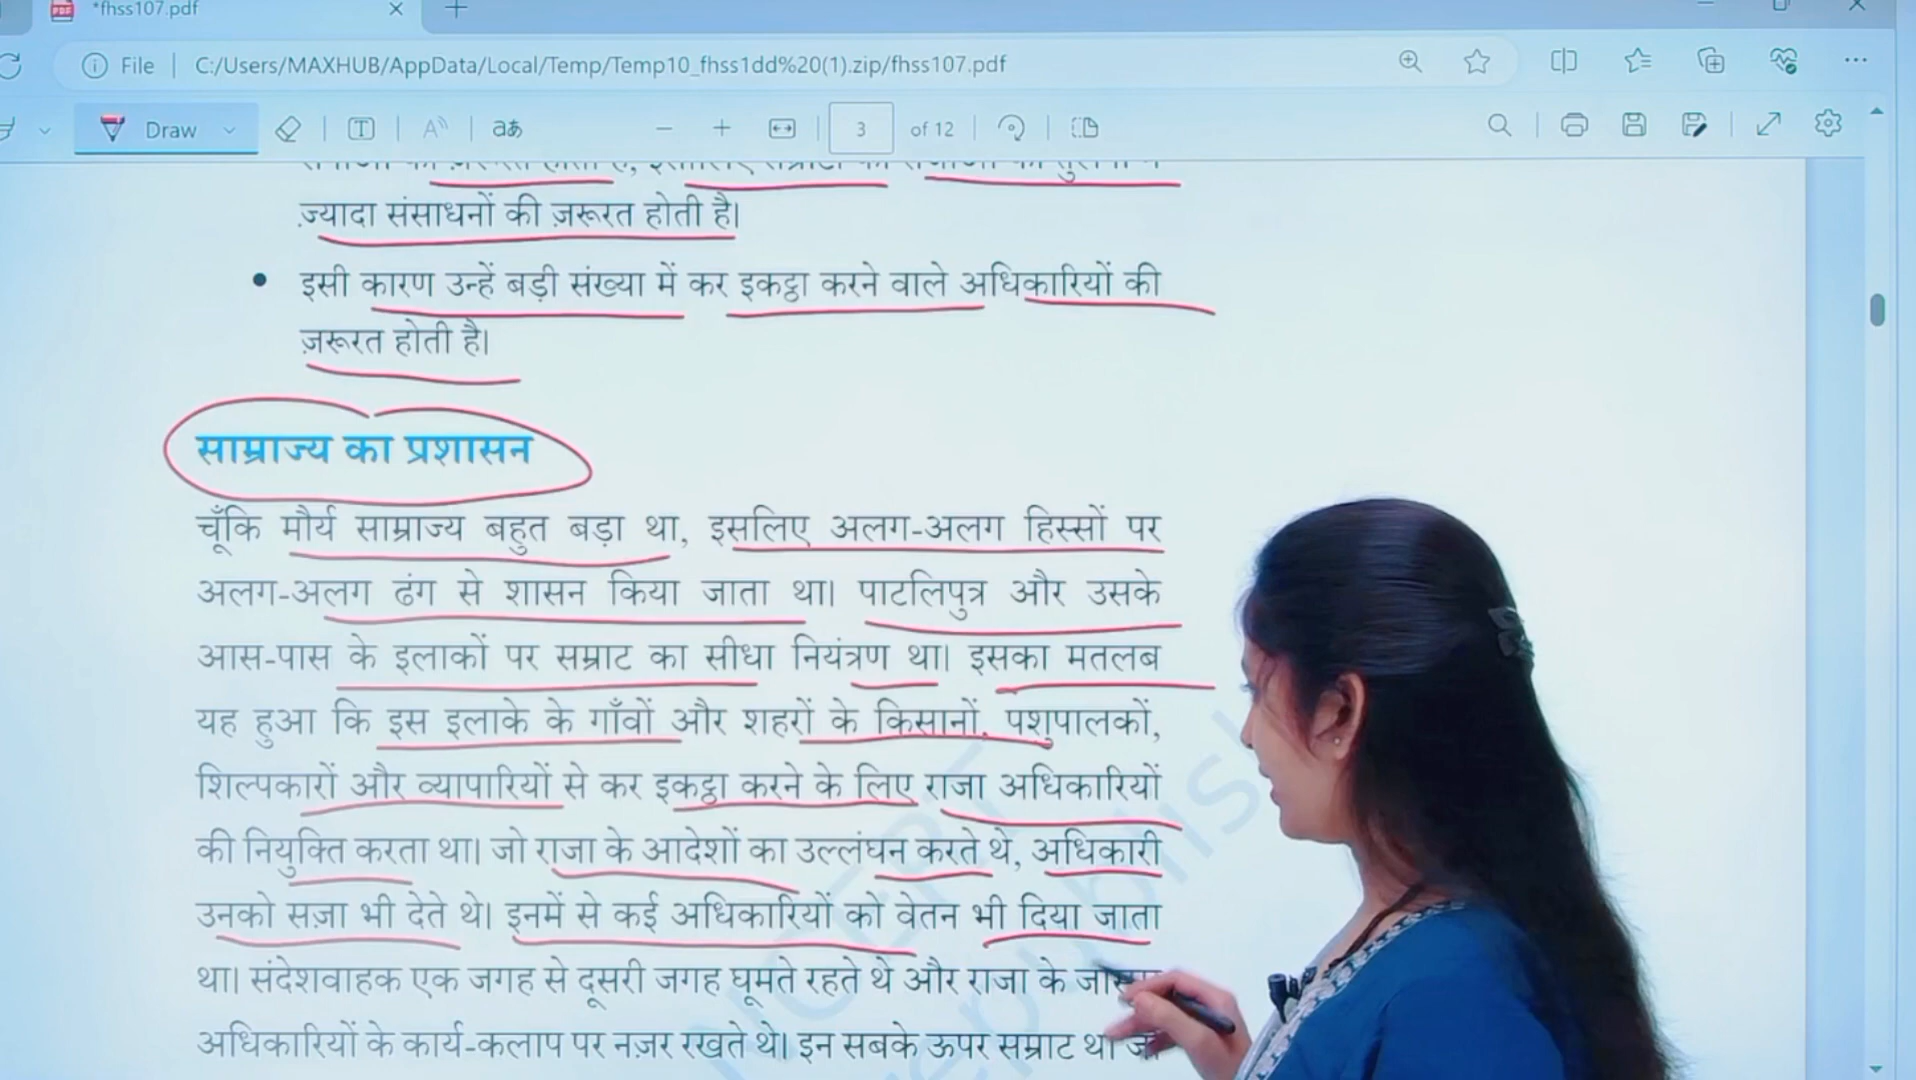 *fhss107.pdf
File | C:/Users/MAXHUB/AppData/Local/Temp/Temp10_fhss1dd%20(1).zip/fhss107.pdf
Draw 3 of 12
ज़्यादा संसाधनों की ज़रूरत होती है।
• इसी कारण उन्हें बड़ी संख्या में कर इकट्ठा करने वाले अधिकारियों की
ज़रूरत होती है।
साम्राज्य का प्रशासन
चूँकि मौर्य साम्राज्य बहुत बड़ा था, इसलिए अलग-अलग हिस्सों पर
अलग-अलग ढंग से शासन किया जाता था। पाटलिपुत्र और उसके
आस-पास के इलाकों पर सम्राट का सीधा नियंत्रण था। इसका मतलब
यह हुआ कि इस इलाके के गाँवों और शहरों के किसानों, पशुपालकों,
शिल्पकारों और व्यापारियों से कर इकट्ठा करने के लिए राजा अधिकारियों
की नियुक्ति करता था। जो राजा के आदेशों का उल्लंघन करते थे, अधिकारी
उनको सज़ा भी देते थे। इनमें से कई अधिकारियों को वेतन भी दिया जाता
था। संदेशवाहक एक जगह से दूसरी जगह घूमते रहते थे और राजा के
अधिकारियों के कार्य-कलाप पर नज़र रखते थे। इन सबके ऊपर सम्राट था